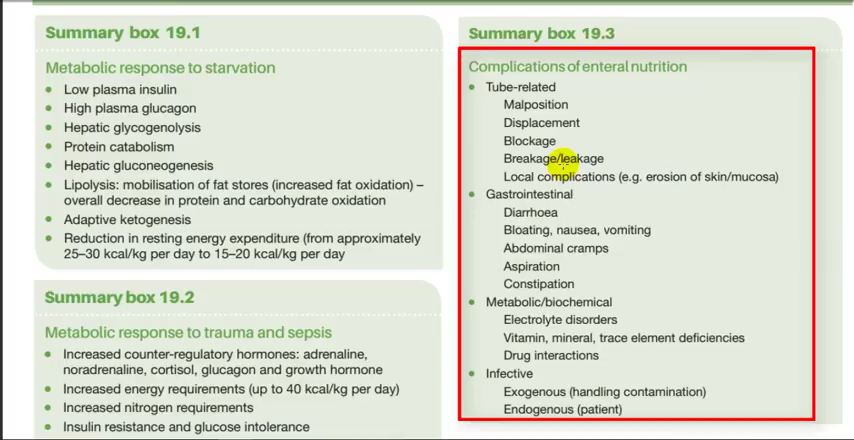 Summary box 19.1
Metabolic response to starvation
• Low plasma insulin
• High plasma glucagon
• Hepatic glycogenolysis
• Protein catabolism
• Hepatic gluconeogenesis
• Lipolysis: mobilisation of fat stores (increased fat oxidation) –
overall decrease in protein and carbohydrate oxidation
• Adaptive ketogenesis
• Reduction in resting energy expenditure (from approximately
25–30 kcal/kg per day to 15–20 kcal/kg per day
Summary box 19.2
Metabolic response to trauma and sepsis
• Increased counter-regulatory hormones: adrenaline,
noradrenaline, cortisol, glucagon and growth hormone
• Increased energy requirements (up to 40 kcal/kg per day)
• Increased nitrogen requirements
• Insulin resistance and glucose intolerance
Summary box 19.3
Complications of enteral nutrition
• Tube-related
Malposition
Displacement
Blockage
Breakage/leakage
Local complications (e.g. erosion of skin/mucosa)
• Gastrointestinal
Diarrhoea
Bloating, nausea, vomiting
Abdominal cramps
Aspiration
Constipation
• Metabolic/biochemical
Electrolyte disorders
Vitamin, mineral, trace element deficiencies
Drug interactions
• Infective
Exogenous (handling contamination)
Endogenous (patient)